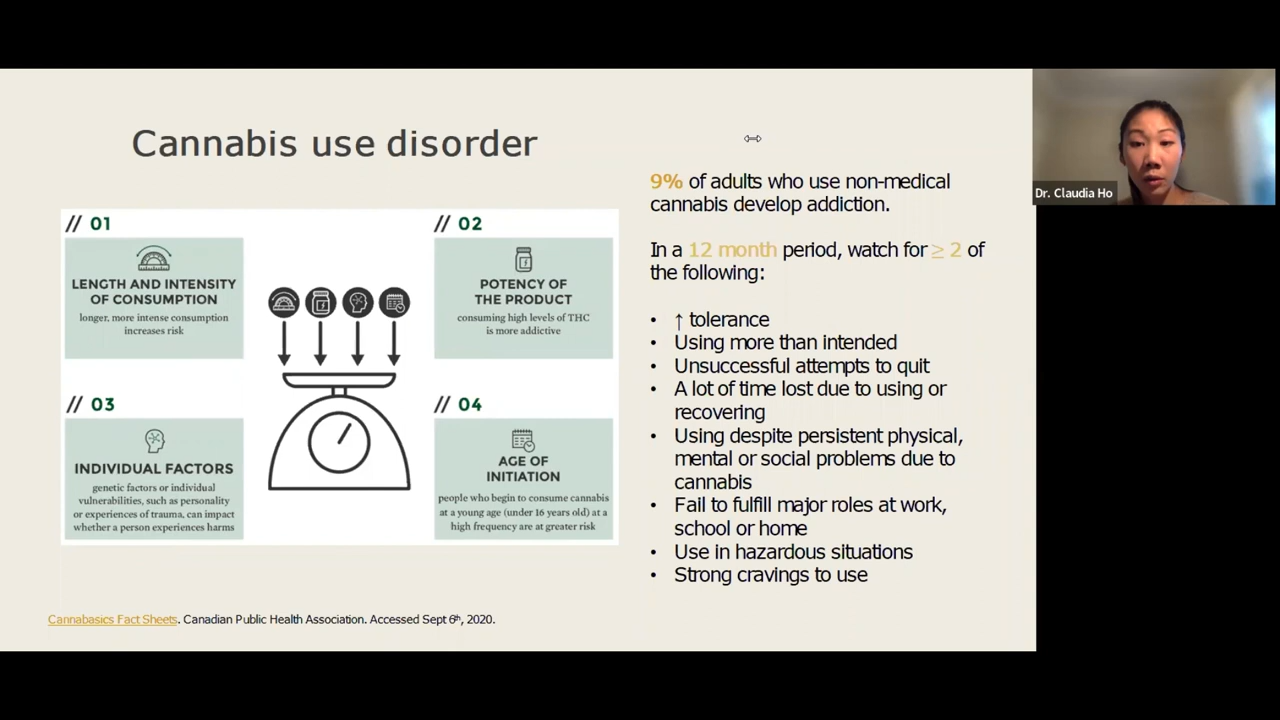 Cannabis use disorder
// 01
LENGTH AND INTENSITY
OF CONSUMPTION
longer, more intense consumption
increases risk
// 02
POTENCY OF
THE PRODUCT
consuming high levels of THC
is more addictive
// 03
INDIVIDUAL FACTORS
genetic factors or individual
vulnerabilities, such as personality
or experiences of trauma, can impact
whether a person experiences harms
// 04
AGE OF
INITIATION
people who begin to consume cannabis
at a young age (under 16 years old) at a
high frequency are at greater risk
9% of adults who use non-medical
cannabis develop addiction.
In a 12 month period, watch for ≥ 2 of
the following:
• ↑ tolerance
• Using more than intended
• Unsuccessful attempts to quit
• A lot of time lost due to using or
recovering
• Using despite persistent physical,
mental or social problems due to
cannabis
• Fail to fulfill major roles at work,
school or home
• Use in hazardous situations
• Strong cravings to use
Cannabasics Fact Sheets. Canadian Public Health Association. Accessed Sept 6th, 2020.
Dr. Claudia Ho